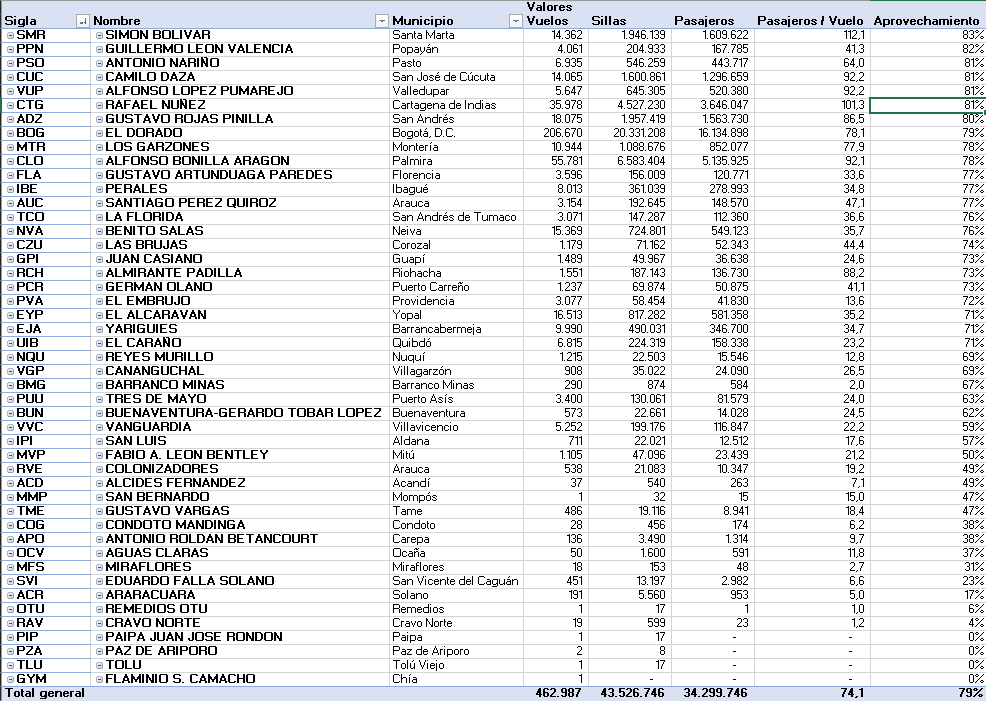 Valores
Sigla Nombre Municipio Vuelos Sillas Pasajeros Pasajeros / Vuelo Aprovechamiento
SMR SIMON BOLIVAR Santa Marta 14.362 1.946.139 1.609.622 112,1 83%
PPN GUILLERMO LEON VALENCIA Popayán 4.061 204.933 167.785 41,3 82%
PSO ANTONIO NARIÑO Pasto 6.935 546.259 443.717 64,0 81%
CUC CAMILO DAZA San José de Cúcuta 14.065 1.600.861 1.296.659 92,2 81%
VUP ALFONSO LOPEZ PUMAREJO Valledupar 5.647 645.305 520.380 92,2 81%
CTG RAFAEL NUÑEZ Cartagena de Indias 35.978 4.527.230 3.646.047 101,3 81%
ADZ GUSTAVO ROJAS PINILLA San Andrés 18.075 1.957.419 1.563.730 86,5 80%
BOG EL DORADO Bogotá, D.C. 206.670 20.331.208 16.134.898 78,1 79%
MTR LOS GARZONES Montería 10.944 1.088.676 852.077 77,9 78%
CLO ALFONSO BONILLA ARAGON Palmira 55.781 6.583.404 5.135.925 92,1 78%
FLA GUSTAVO ARTUNDUAGA PAREDES Florencia 3.596 156.009 120.771 33,6 77%
IBE PERALES Ibagué 8.013 361.039 278.993 34,8 77%
AUC SANTIAGO PEREZ QUIROZ Arauca 3.154 192.645 148.570 47,1 77%
TCO LA FLORIDA San Andrés de Tumaco 3.071 147.287 112.360 36,6 76%
NVA BENITO SALAS Neiva 15.369 724.801 549.123 35,7 76%
CZU LAS BRUJAS Corozal 1.179 71.162 52.343 44,4 74%
GPI JUAN CASIANO Guapí 1.489 49.967 36.638 24,6 73%
RCH ALMIRANTE PADILLA Riohacha 1.551 187.143 136.730 88,2 73%
PCR GERMAN OLANO Puerto Carreño 1.237 69.874 50.875 41,1 73%
PVA EL EMBRUJO Providencia 3.077 58.454 41.830 13,6 72%
EYP EL ALCARAVAN Yopal 16.513 817.282 581.358 35,2 71%
EJA YARIGUIES Barrancabermeja 9.990 490.031 346.700 34,7 71%
UIB EL CARAÑO Quibdó 6.815 224.319 158.338 23,2 71%
NQU REYES MURILLO Nuquí 1.215 22.503 15.546 12,8 69%
VGP CANANGUCHAL Villagarzón 908 35.022 24.090 26,5 69%
BMG BARRANCO MINAS Barranco Minas 290 874 584 2,0 67%
PUU TRES DE MAYO Puerto Asís 3.400 130.061 81.579 24,0 63%
BUN BUENAVENTURA-GERARDO TOBAR LOPEZ Buenaventura 573 22.661 14.028 24,5 62%
VVC VANGUARDIA Villavicencio 5.252 199.176 116.847 22,2 59%
IPI SAN LUIS Aldana 711 22.021 12.512 17,6 57%
MVP FABIO A. LEON BENTLEY Mitú 1.105 47.096 23.439 21,2 50%
RVE COLONIZADORES Arauca 538 21.083 10.347 19,2 49%
ACD ALCIDES FERNANDEZ Acandí 37 540 263 7,1 49%
MMP SAN BERNARDO Mompós 1 32 15 15,0 47%
TME GUSTAVO VARGAS Tame 486 19.116 8.941 18,4 47%
COG CONDOTO MANDINGA Condoto 28 456 174 6,2 38%
APO ANTONIO ROLDAN BETANCOURT Carepa 136 3.490 1.314 9,7 38%
OCV AGUAS CLARAS Ocaña 50 1.600 591 11,8 37%
MFS MIRAFLORES Miraflores 18 153 48 2,7 31%
SVI EDUARDO FALLA SOLANO San Vicente del Caguán 451 13.197 2.982 6,6 23%
ACR ARARACUARA Solano 191 5.560 953 5,0 17%
OTU REMEDIOS OTU Remedios 1 17 1 1,0 6%
RAV CRAVO NORTE Cravo Norte 19 599 23 1,2 4%
PIP PAIPA JUAN JOSE RONDON Paipa 1 17 - - 0%
PZA PAZ DE ARIPORO Paz de Ariporo 2 8 - - 0%
TLU TOLU Tolú Viejo 1 17 - - 0%
GYM FLAMINIO S. CAMACHO Chía 1 - - - 0%
Total general 462.987 43.526.746 34.299.746 74,1 79%